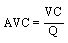 AVC = VC
Q